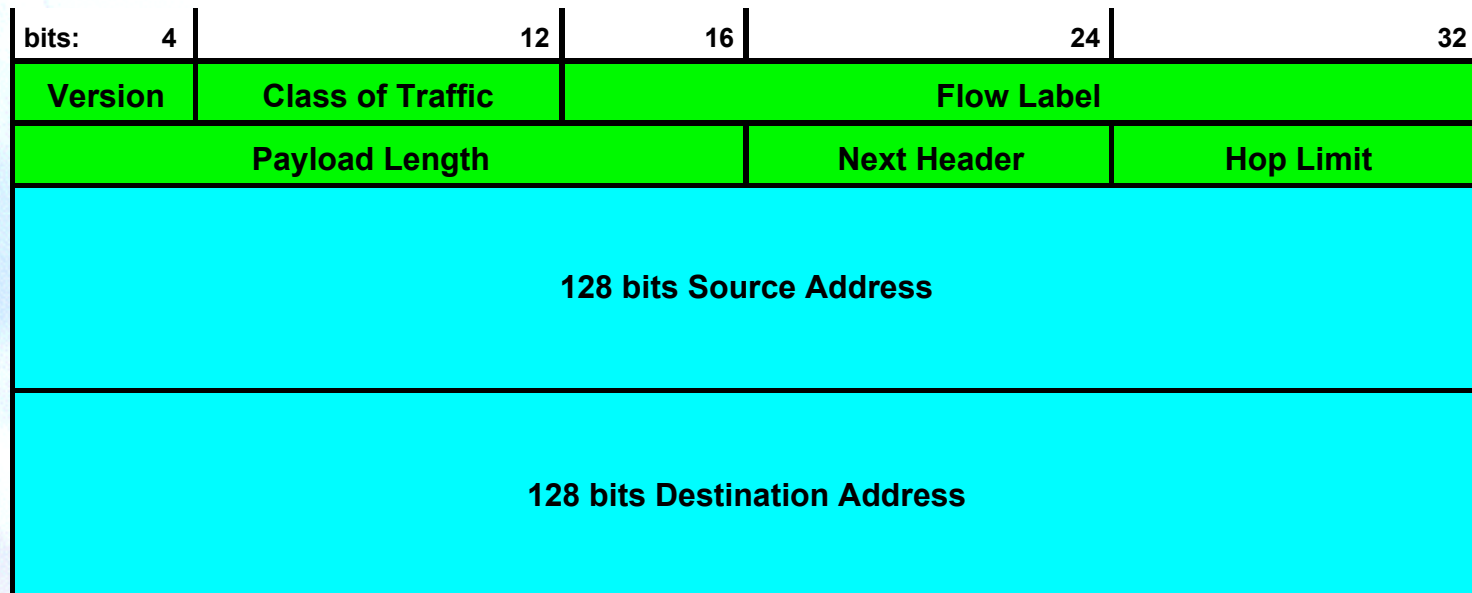 bits: 4 12 16 24 32
Version Class of Traffic Flow Label
Payload Length Next Header Hop Limit
128 bits Source Address
128 bits Destination Address